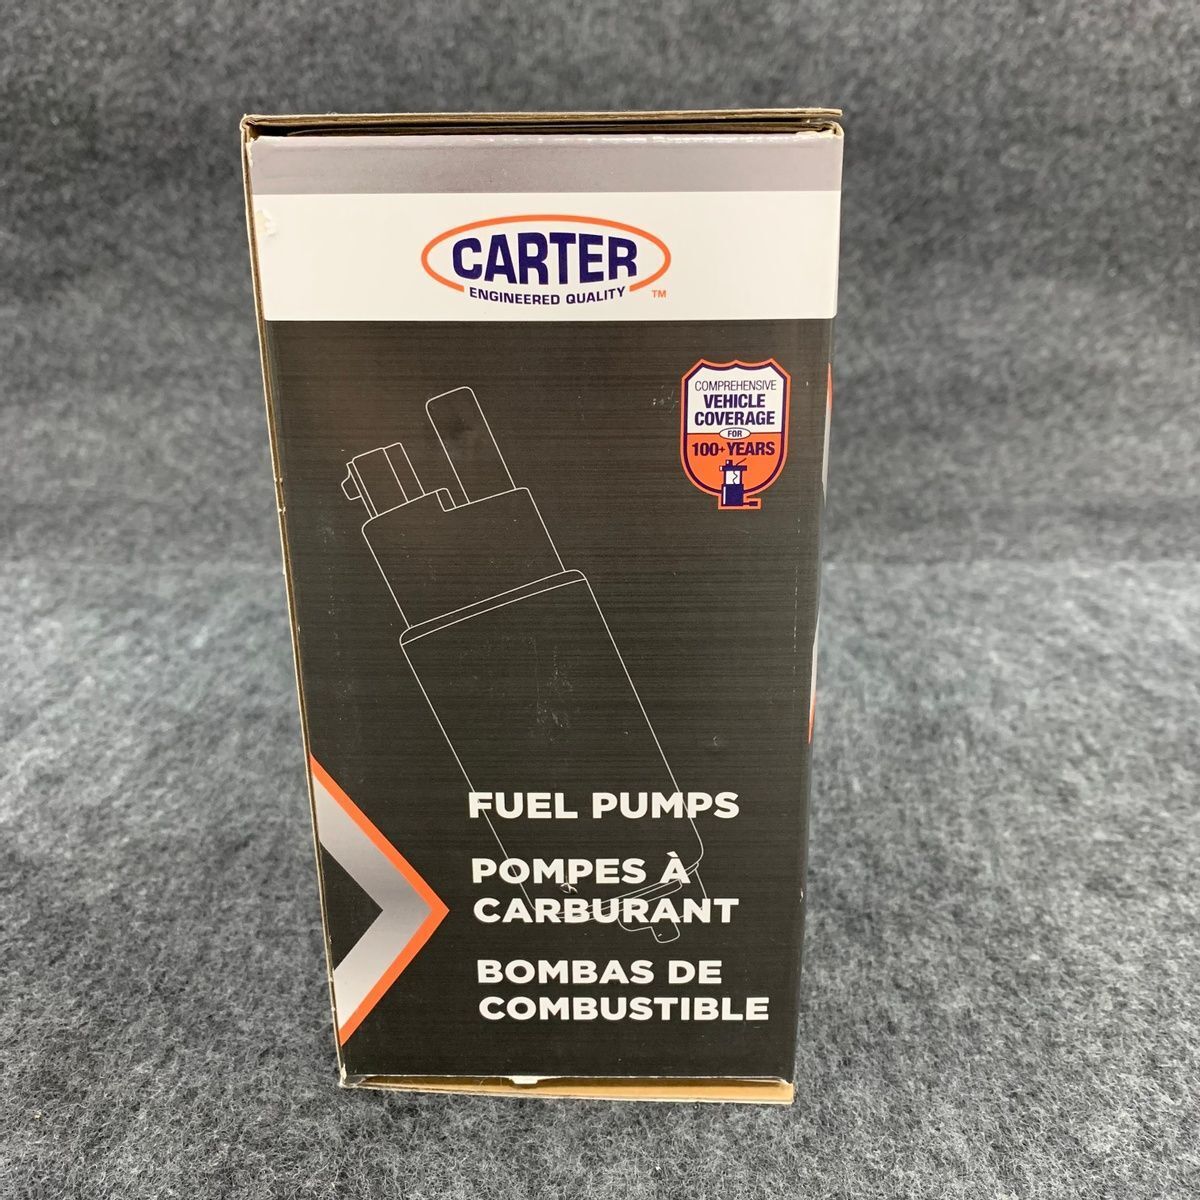 CARTER
ENGINEERED QUALITY
TM
COMPREHENSIVE
VEHICLE
COVERAGE
FOR
100+ YEARS
FUEL PUMPS
POMPES À
CARBURANT
BOMBAS DE
COMBUSTIBLE